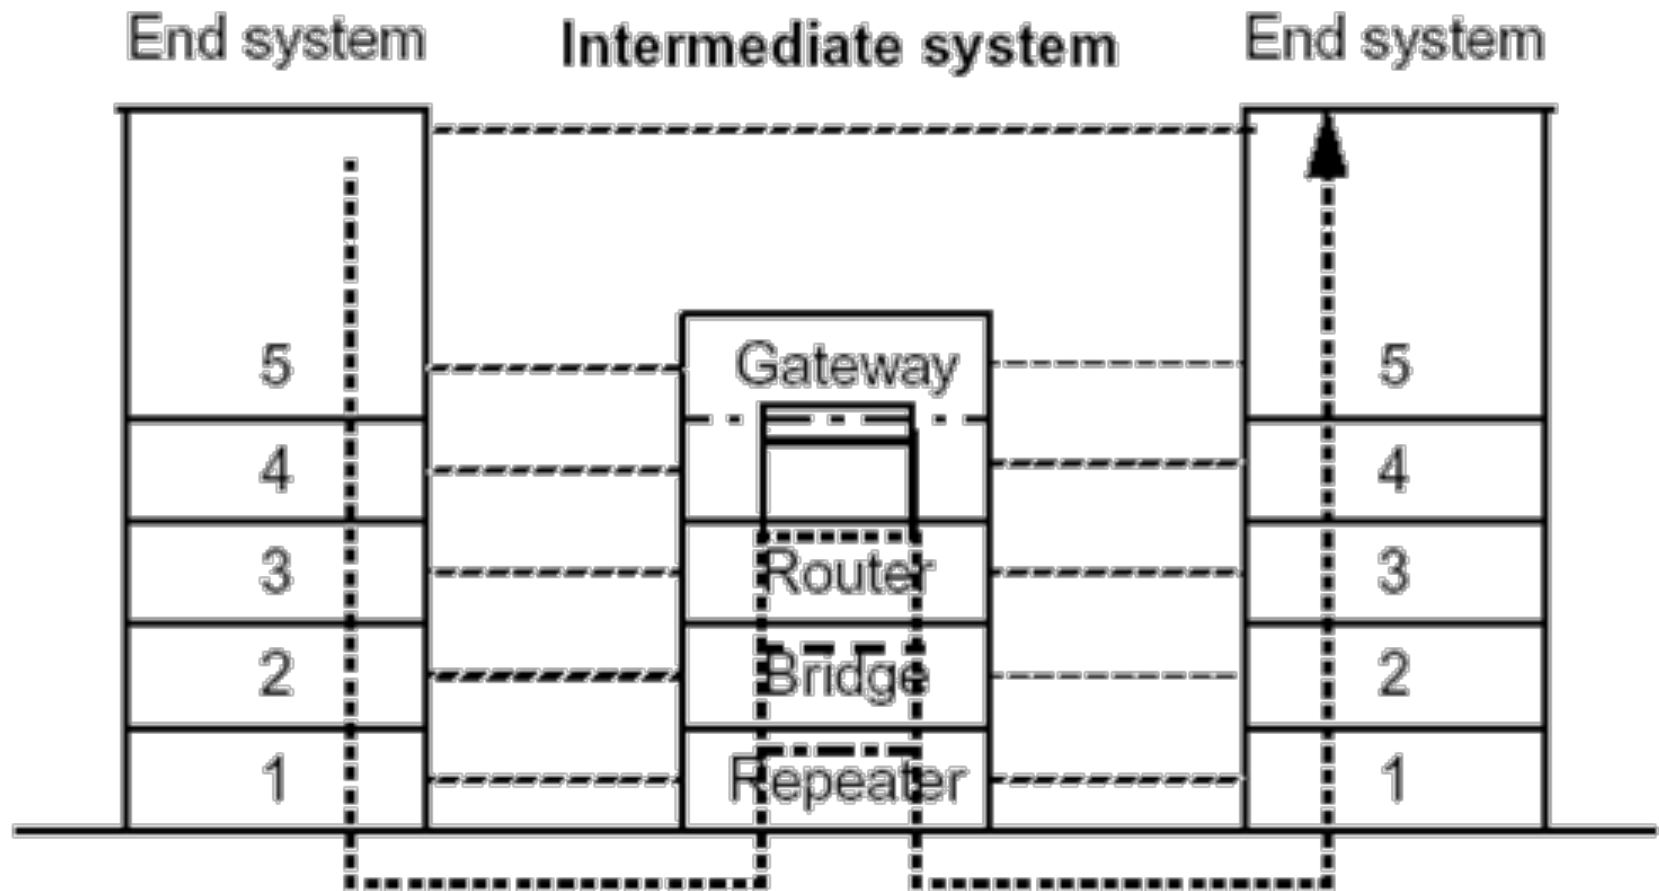 End system Intermediate system End system
5 Gateway 5
4 4
3 Router 3
2 Bridge 2
1 Repeater 1